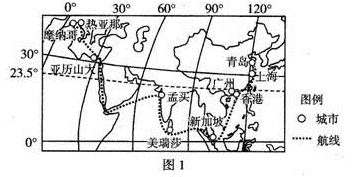 0° 30° 60° 90° 120°
热亚那
摩纳哥
30°
23.5°
亚历山大
青岛
上海
广州
香港
孟买
美瑞莎
新加坡
0°
图例
城市
航线
图1